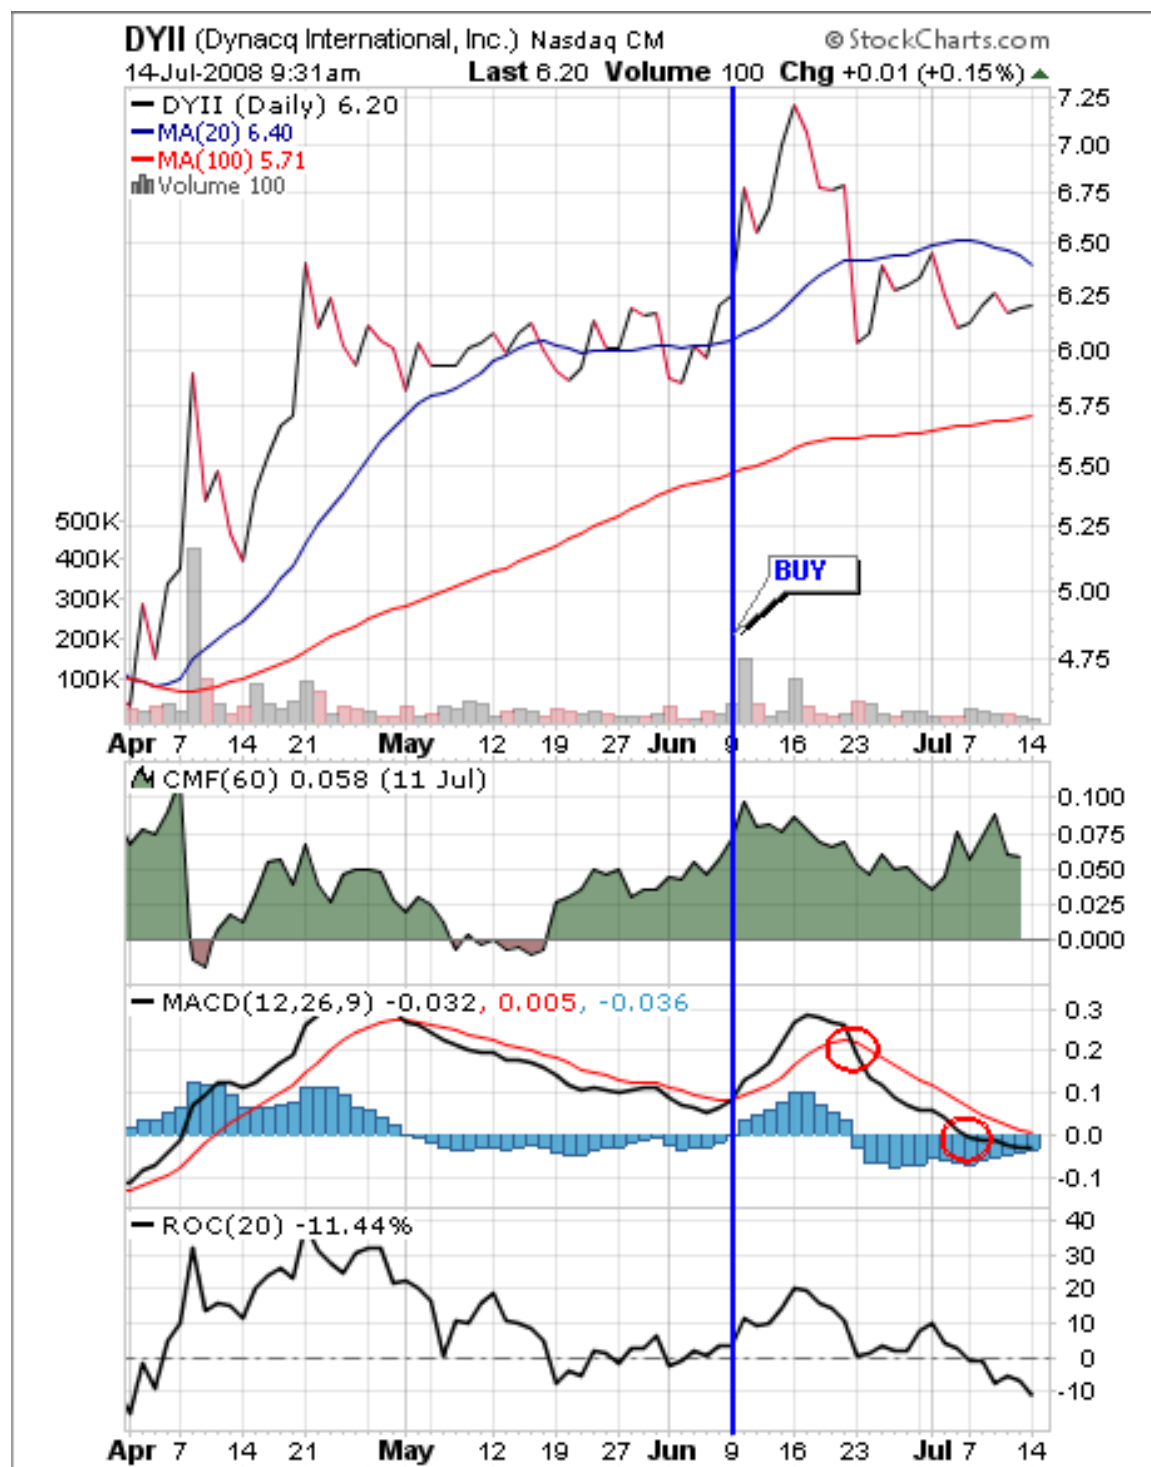 DYII (Dynacq International, Inc.) Nasdaq CM © StockCharts.com
14-Jul-2008 9:31am Last 6.20 Volume 100 Chg +0.01 (+0.15%)
DYII (Daily) 6.20
MA(20) 6.40
MA(100) 5.71
Volume 100
7.25
7.00
6.75
6.50
6.25
6.00
5.75
5.50
5.25
5.00
4.75
500K
400K
300K
200K
100K
BUY
Apr 7 14 21 May 12 19 27 Jun 9 16 23 Jul 7 14
CMF(60) 0.058 (11 Jul)
0.100
0.075
0.050
0.025
0.000
MACD(12,26,9) -0.032, 0.005, -0.036
0.3
0.2
0.1
0.0
-0.1
ROC(20) -11.44%
40
30
20
10
0
-10
Apr 7 14 21 May 12 19 27 Jun 9 16 23 Jul 7 14